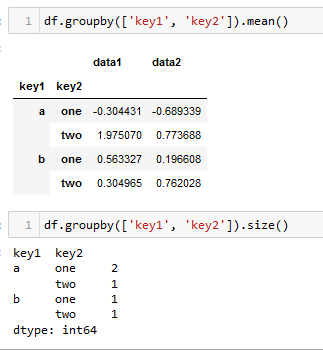 1 df.groupby(['key1', 'key2']).mean()
data1 data2
key1 key2
a one -0.304431 -0.689339
two 1.975070 0.773688
b one 0.563327 0.196608
two 0.304965 0.762028
1 df.groupby(['key1', 'key2']).size()
key1 key2
a one 2
two 1
b one 1
two 1
dtype: int64